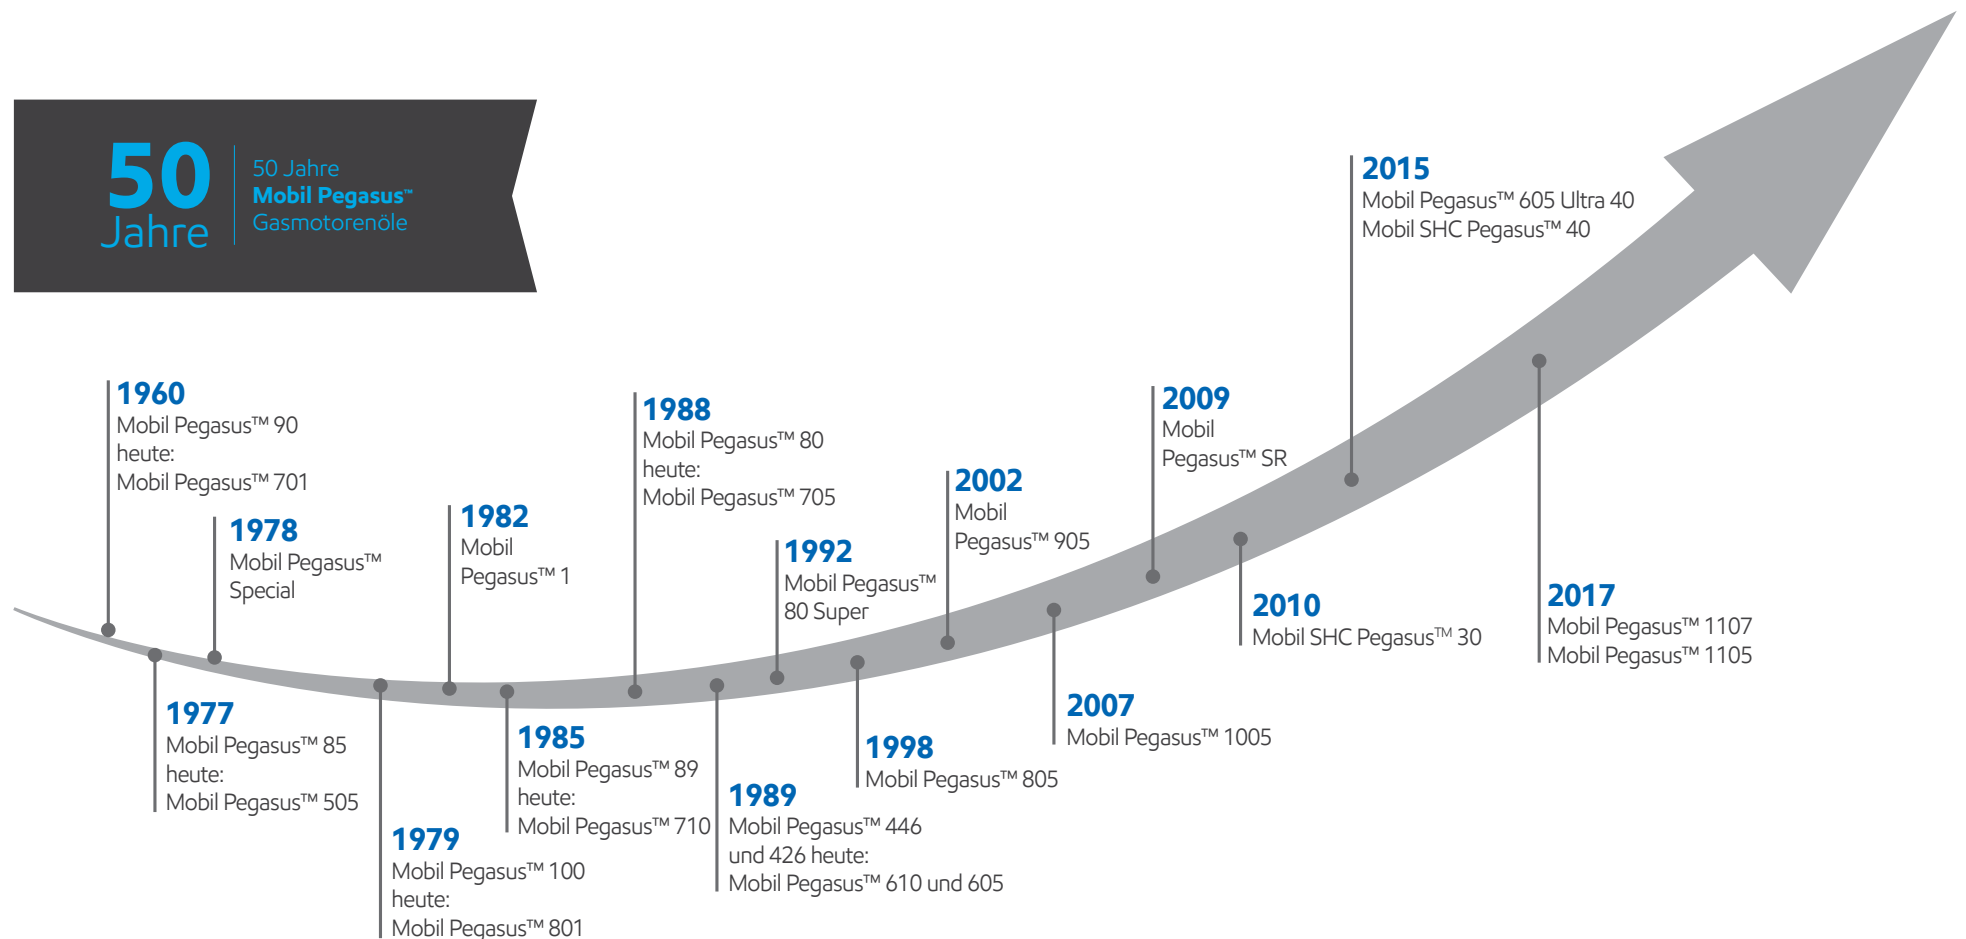 50
Jahre
50 Jahre
Mobil Pegasus™
Gasmotorenöle
1960
Mobil Pegasus™ 90
heute:
Mobil Pegasus™ 701
1977
Mobil Pegasus™ 85
heute:
Mobil Pegasus™ 505
1978
Mobil Pegasus™
Special
1979
Mobil Pegasus™ 100
heute:
Mobil Pegasus™ 801
1982
Mobil
Pegasus™ 1
1985
Mobil Pegasus™ 89
heute:
Mobil Pegasus™ 710
1988
Mobil Pegasus™ 80
heute:
Mobil Pegasus™ 705
1989
Mobil Pegasus™ 446
und 426 heute:
Mobil Pegasus™ 610 und 605
1992
Mobil Pegasus™
80 Super
1998
Mobil Pegasus™ 805
2002
Mobil
Pegasus™ 905
2007
Mobil Pegasus™ 1005
2009
Mobil
Pegasus™ SR
2010
Mobil SHC Pegasus™ 30
2015
Mobil Pegasus™ 605 Ultra 40
Mobil SHC Pegasus™ 40
2017
Mobil Pegasus™ 1107
Mobil Pegasus™ 1105